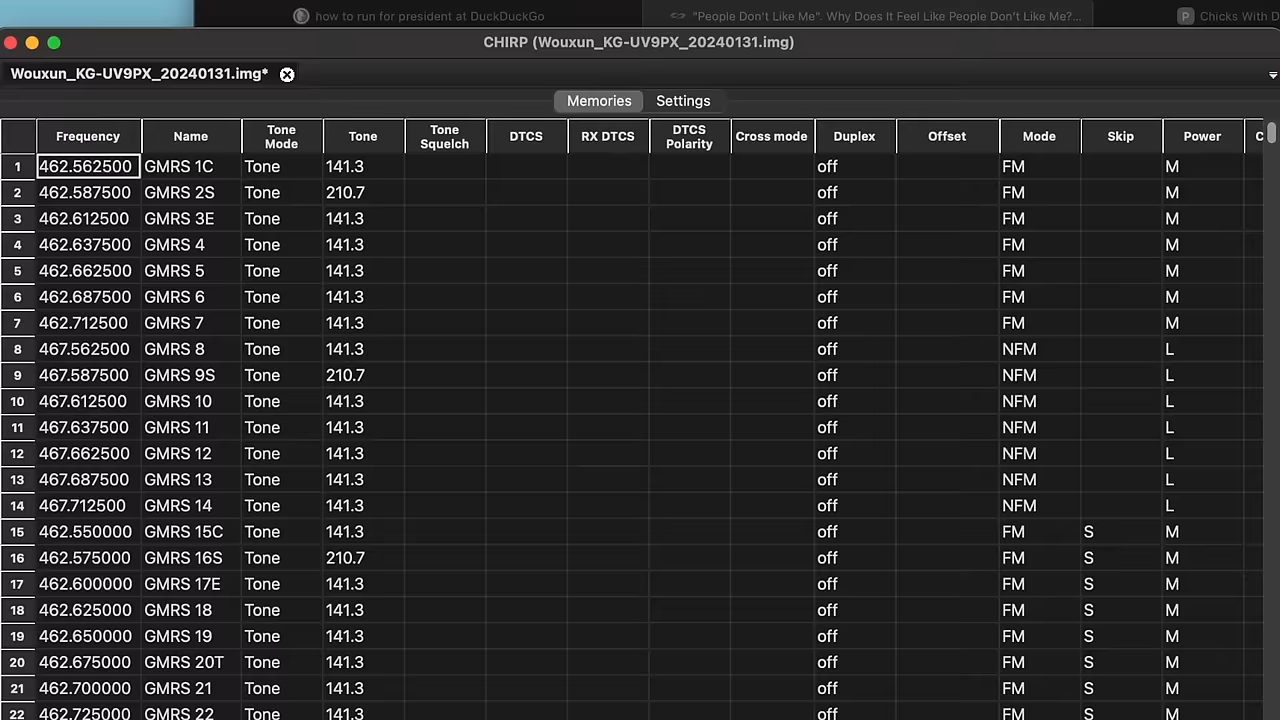 how to run for president at DuckDuckGo "People Don't Like Me". Why Does It Feel Like People Don't Like Me?... P Chicks With D
CHIRP (Wouxun_KG-UV9PX_20240131.img)
Wouxun_KG-UV9PX_20240131.img*
Memories Settings
Frequency Name Tone Mode Tone Tone Squelch DTCS RX DTCS DTCS Polarity Cross mode Duplex Offset Mode Skip Power C
1 462.562500 GMRS 1C Tone 141.3 off FM M
2 462.587500 GMRS 2S Tone 210.7 off FM M
3 462.612500 GMRS 3E Tone 141.3 off FM M
4 462.637500 GMRS 4 Tone 141.3 off FM M
5 462.662500 GMRS 5 Tone 141.3 off FM M
6 462.687500 GMRS 6 Tone 141.3 off FM M
7 462.712500 GMRS 7 Tone 141.3 off FM M
8 467.562500 GMRS 8 Tone 141.3 off NFM L
9 467.587500 GMRS 9S Tone 210.7 off NFM L
10 467.612500 GMRS 10 Tone 141.3 off NFM L
11 467.637500 GMRS 11 Tone 141.3 off NFM L
12 467.662500 GMRS 12 Tone 141.3 off NFM L
13 467.687500 GMRS 13 Tone 141.3 off NFM L
14 467.712500 GMRS 14 Tone 141.3 off NFM L
15 462.550000 GMRS 15C Tone 141.3 off FM S M
16 462.575000 GMRS 16S Tone 210.7 off FM S M
17 462.600000 GMRS 17E Tone 141.3 off FM S M
18 462.625000 GMRS 18 Tone 141.3 off FM S M
19 462.650000 GMRS 19 Tone 141.3 off FM S M
20 462.675000 GMRS 20T Tone 141.3 off FM S M
21 462.700000 GMRS 21 Tone 141.3 off FM S M
22 462.725000 GMRS 22 Tone 141.3 off FM S M